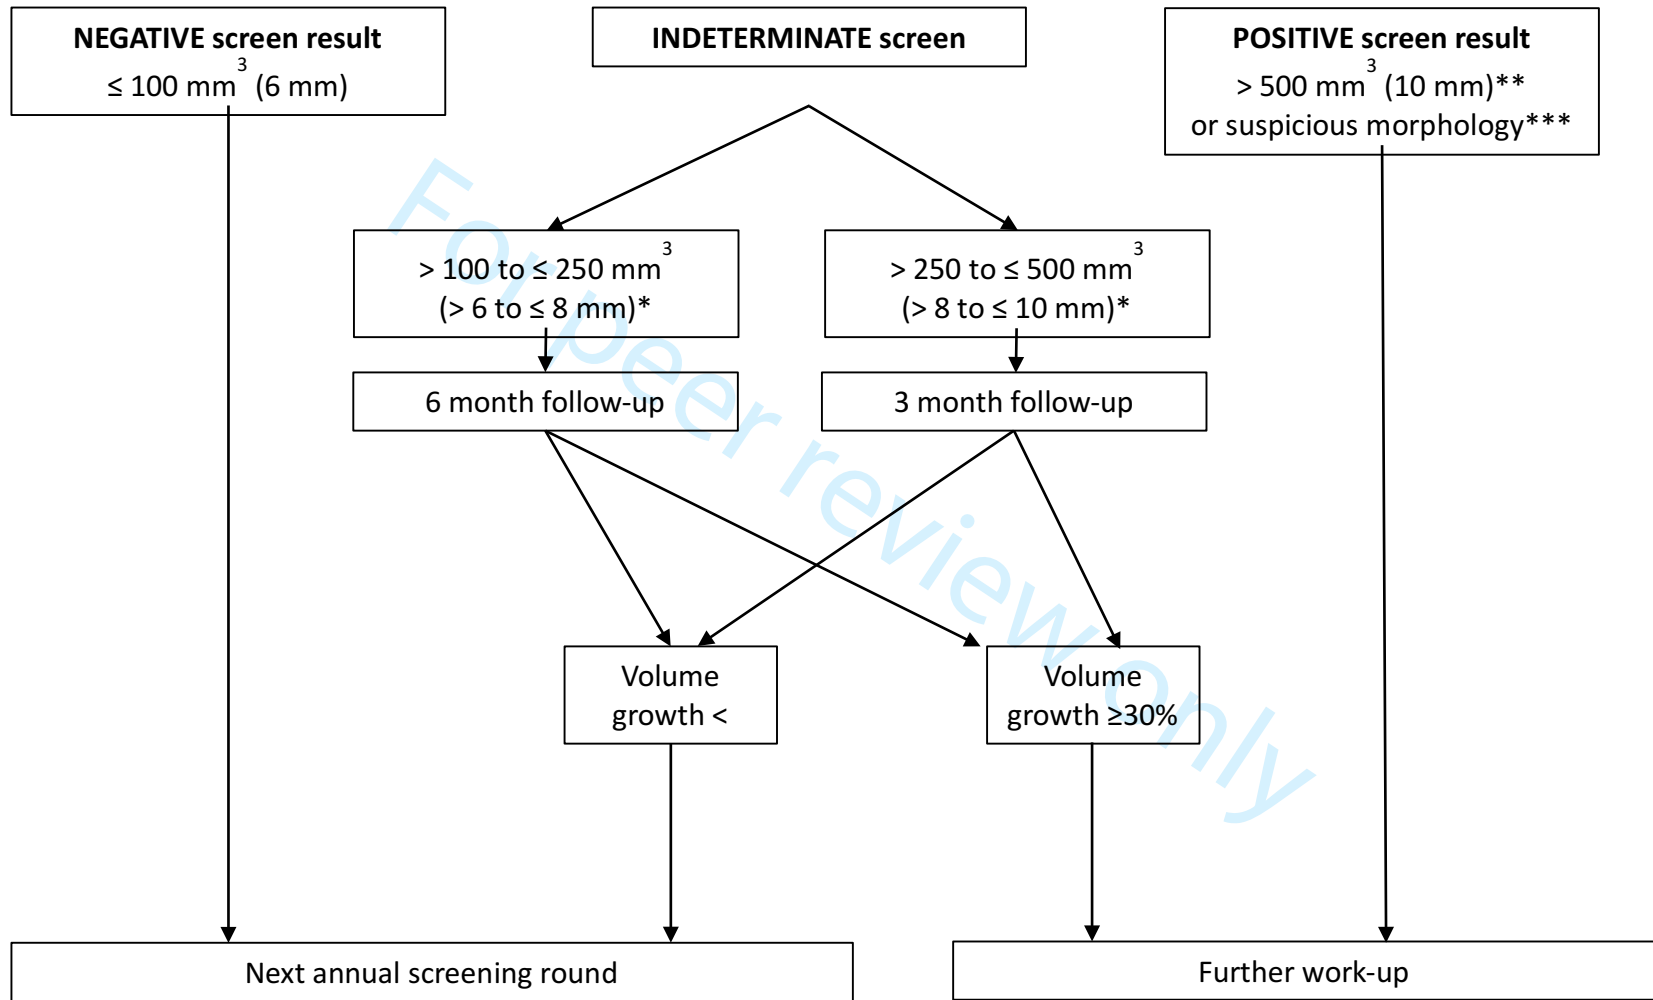 NEGATIVE screen result
≤ 100 mm³ (6 mm)
INDETERMINATE screen
POSITIVE screen result
> 500 mm³ (10 mm)**
or suspicious morphology***
> 100 to ≤ 250 mm³
(> 6 to ≤ 8 mm)*
> 250 to ≤ 500 mm³
(> 8 to ≤ 10 mm)*
6 month follow-up
3 month follow-up
Volume
growth <
Volume
growth ≥30%
Next annual screening round
Further work-up
For peer review only